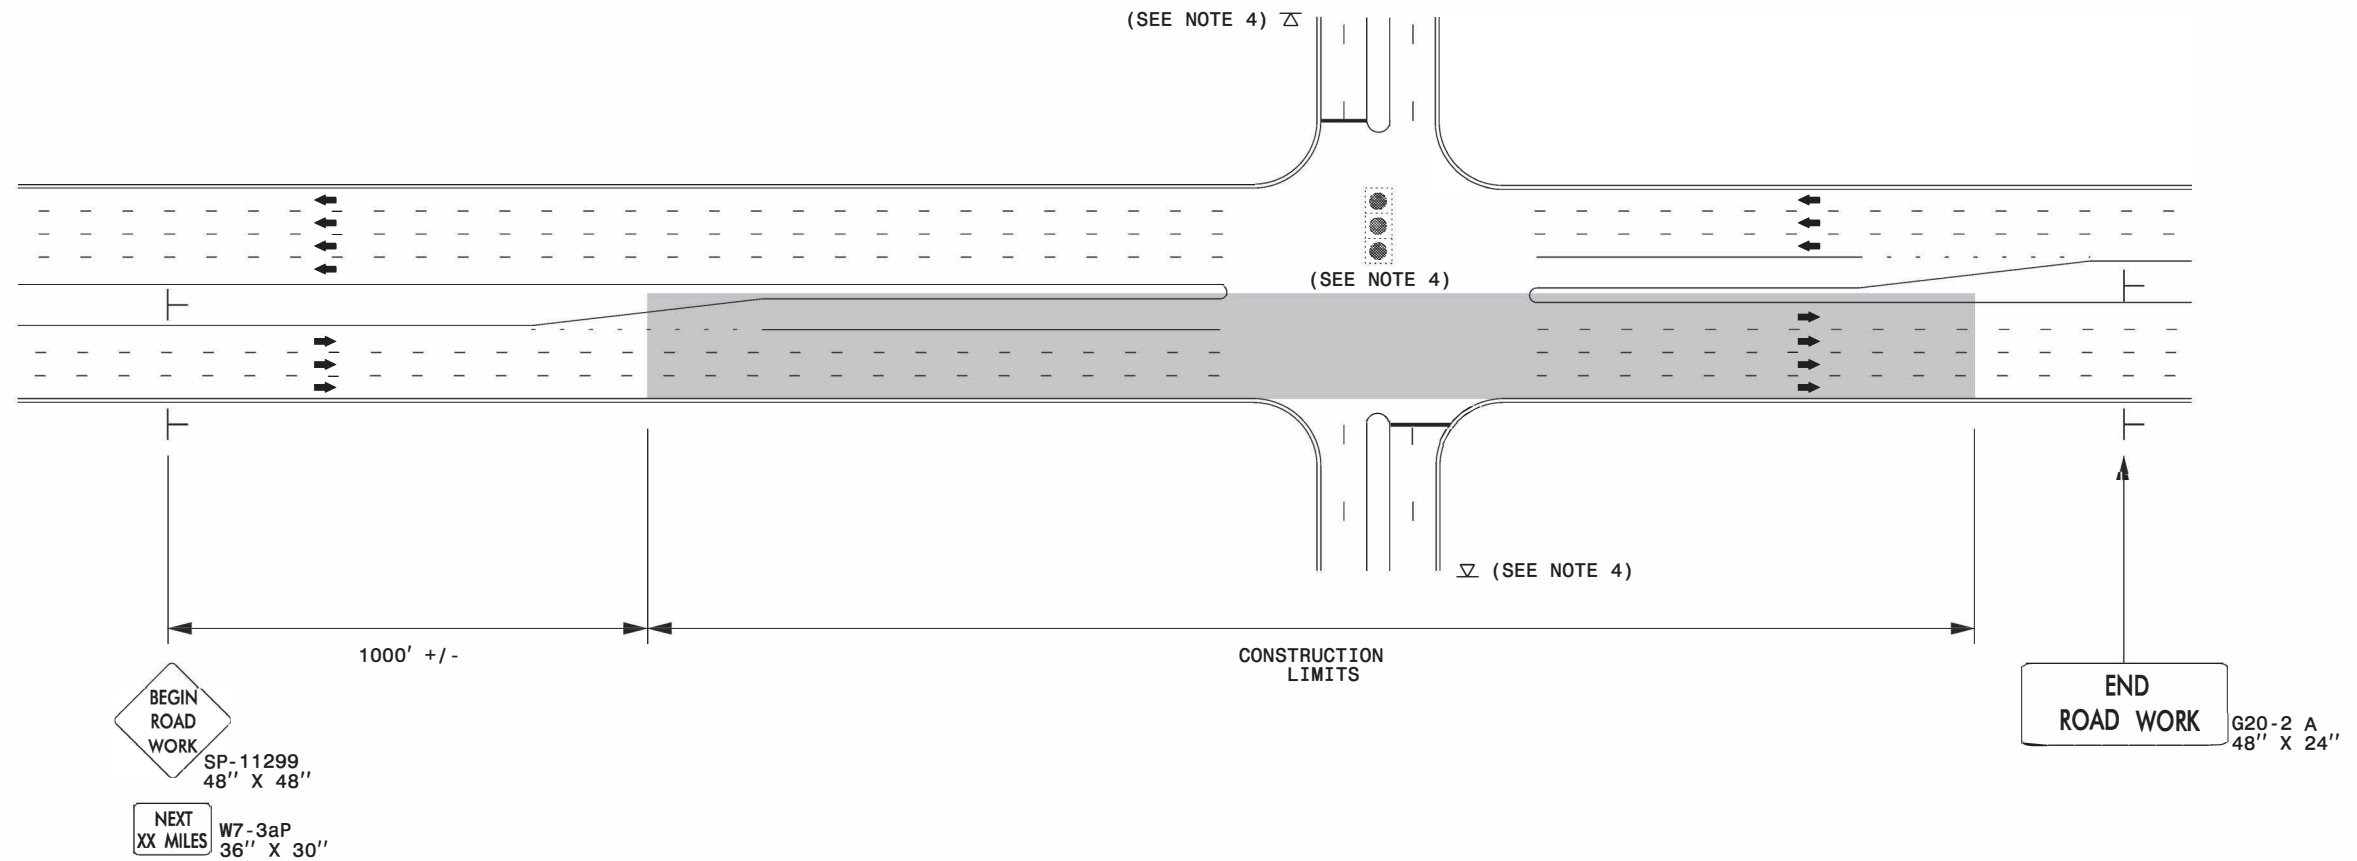 (SEE NOTE 4)
(SEE NOTE 4)
(SEE NOTE 4)
1000' +/-
CONSTRUCTION
LIMITS
BEGIN
ROAD
WORK
SP-11299
48'' X 48''
NEXT
XX MILES
W7-3aP
36'' X 30''
END
ROAD WORK
G20-2 A
48'' X 24''